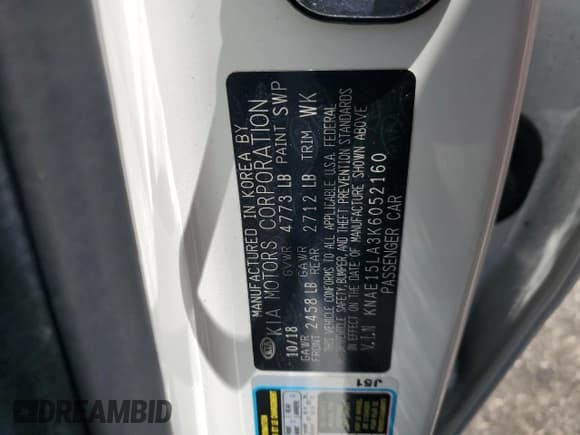 MANUFACTURED IN KOREA BY
KIA MOTORS CORPORATION
10/18 GVWR 4773 LB PAINT SWP
GAWR FRONT 2458 LB GAWR REAR 2712 LB TRIM WK
THIS VEHICLE CONFORMS TO ALL APPLICABLE U.S.A. FEDERAL
MOTOR VEHICLE SAFETY, BUMPER, AND THEFT PREVENTION STANDARDS
IN EFFECT ON THE DATE OF MANUFACTURE SHOWN ABOVE
V.I.N KNAE15LA3K6052160
PASSENGER CAR
J51
DREAMBID